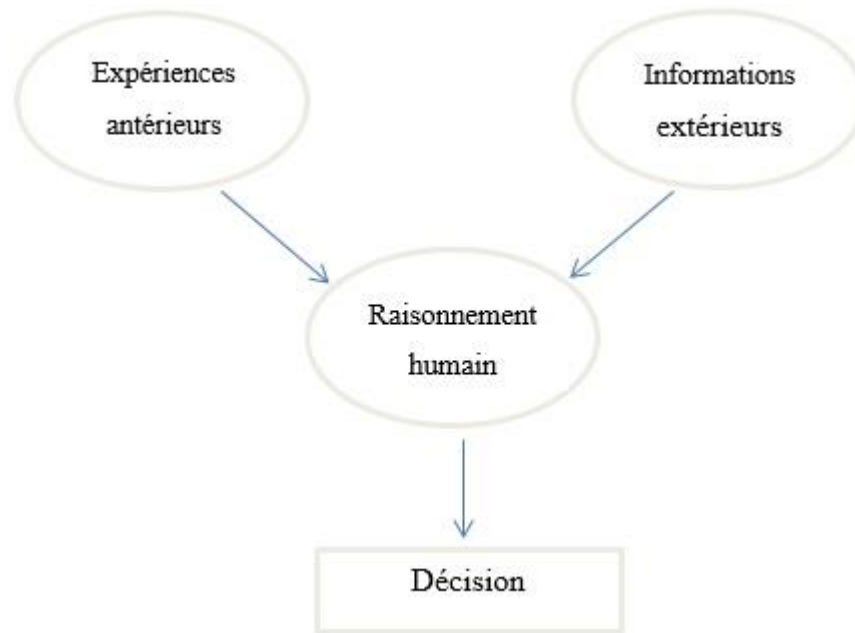 Expériences
antérieurs
Informations
extérieurs
Raisonnement
humain
Décision